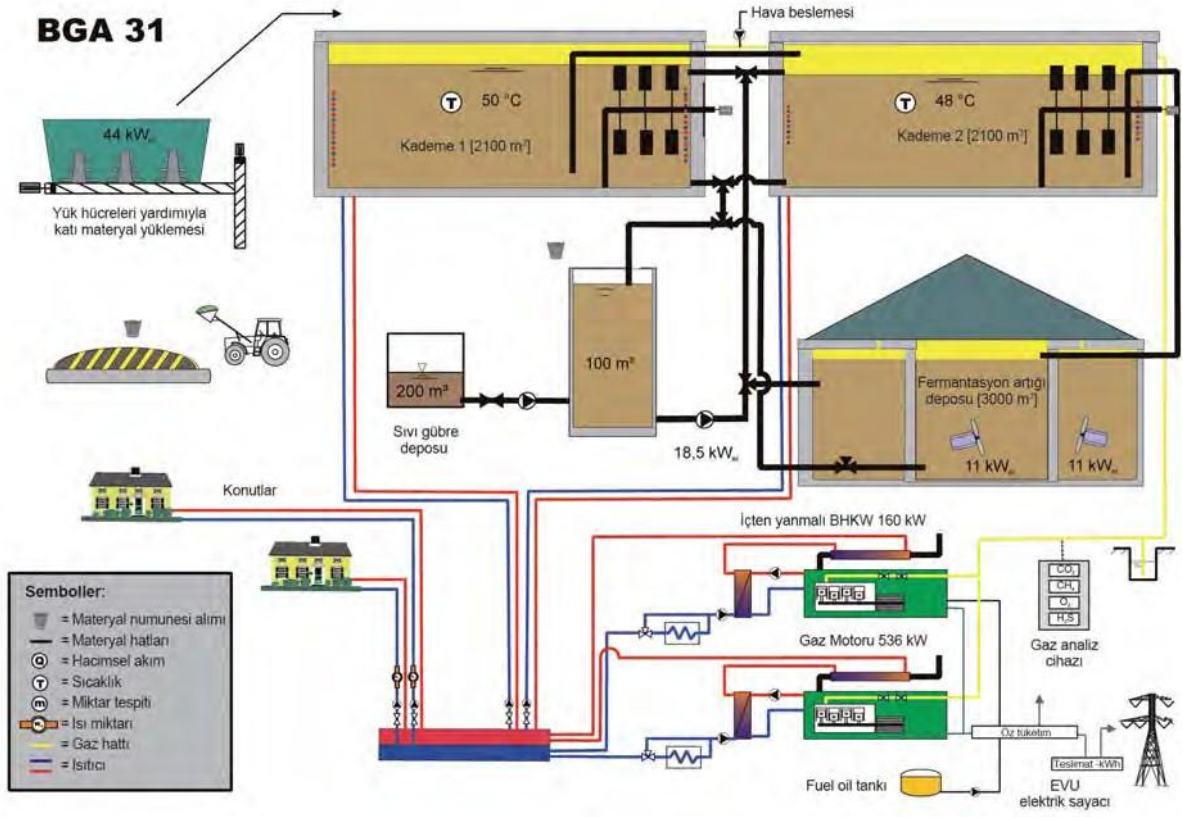 BGA 31
Hava beslemesi
44 kWel
Yük hücreleri yardımıyla
katı materyal yüklemesi
T
50 °C
Kademe 1 [2100 m³]
T
48 °C
Kademe 2 [2100 m³]
200 m³
Sıvı gübre
deposu
100 m³
18,5 kWel
Fermantasyon artığı
deposu [3000 m³]
11 kWel
11 kWel
Konutlar
İçten yanmalı BHKW 160 kW
Gaz Motoru 536 kW
CO₂
CH₄
O₂
H₂S
Gaz analiz
cihazı
Öz tüketim
Teslimat -kWh
EVU
elektrik sayacı
Fuel oil tankı
Semboller:
= Materyal numunesi alımı
= Materyal hatları
Q = Hacimsel akım
T = Sıcaklık
m = Miktar tespiti
= Isı miktarı
= Gaz hattı
= Isıtıcı